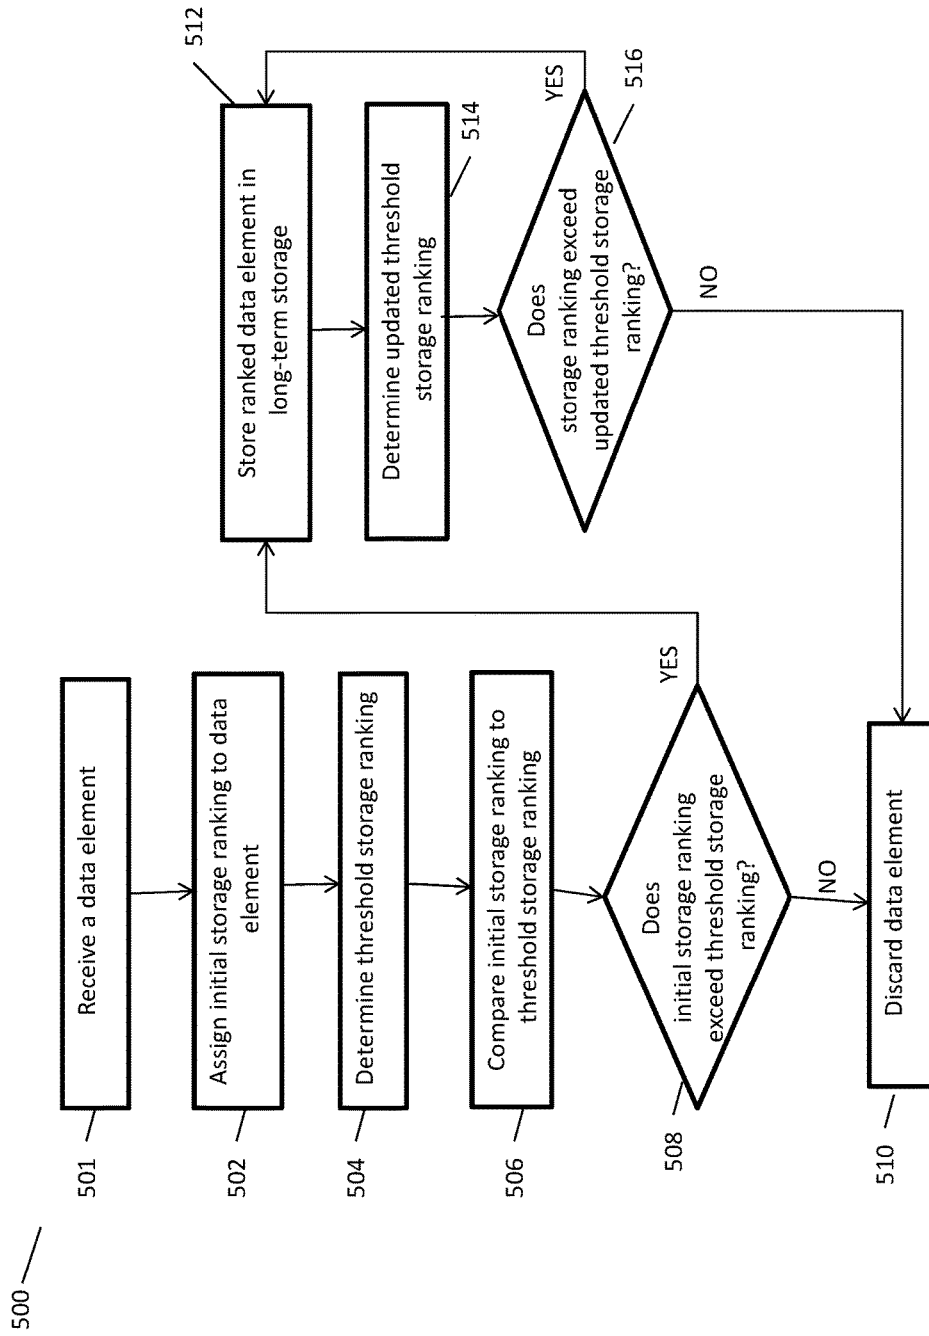 500
501
Receive a data element
502
Assign initial storage ranking to data
element
504
Determine threshold storage ranking
506
Compare initial storage ranking to
threshold storage ranking
508
Does
initial storage ranking
exceed threshold storage
ranking?
YES
NO
510
Discard data element
512
Store ranked data element in
long-term storage
514
Determine updated threshold
storage ranking
516
Does
storage ranking exceed
updated threshold storage
ranking?
YES
NO